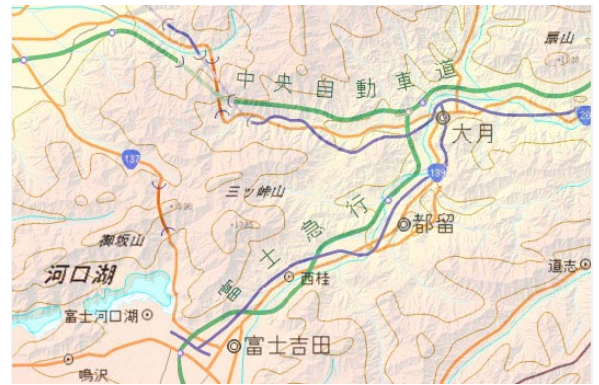 扇山
中央自動車道
20
大月
137
139
三ッ峠山
富士急行
都留
御坂山
河口湖
西桂
道志
富士河口湖
富士吉田
鳴沢